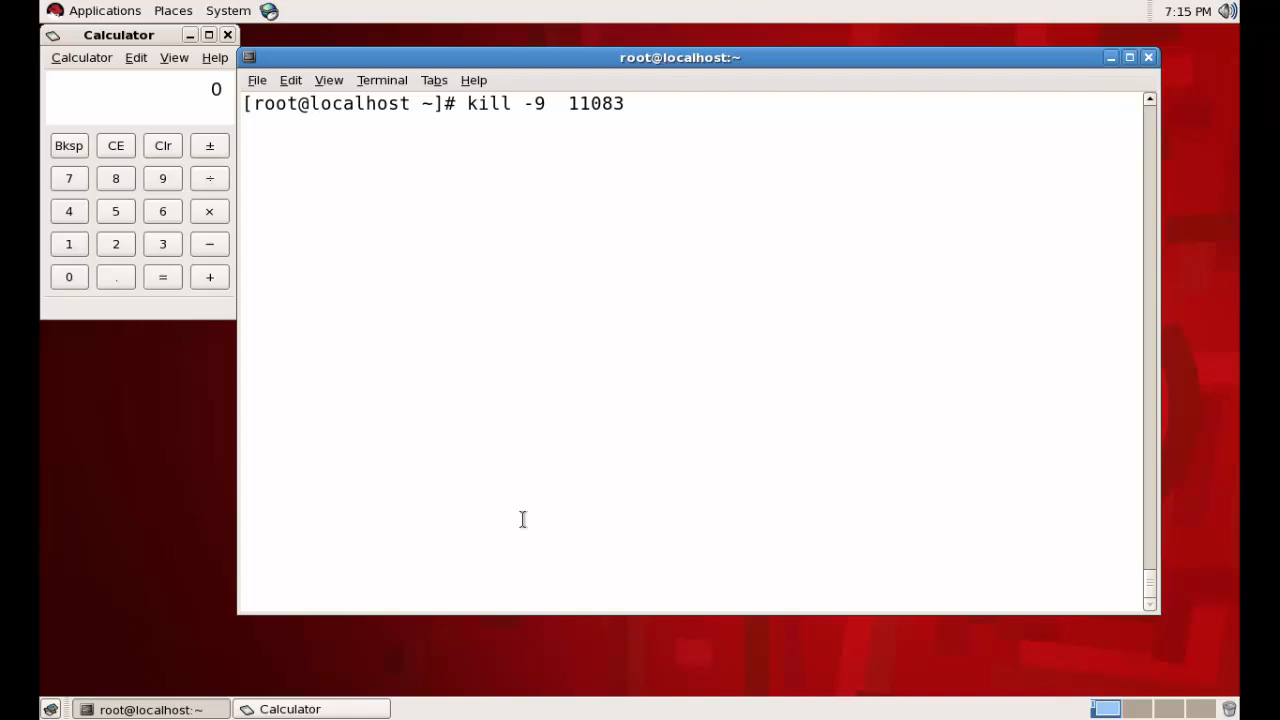 Applications Places System 7:15 PM
Calculator
Calculator Edit View Help
0
Bksp CE Clr ±
7 8 9 ÷
4 5 6 ×
1 2 3 −
0 . = +
root@localhost:~
File Edit View Terminal Tabs Help
[root@localhost ~]# kill -9  11083
root@localhost:~ Calculator